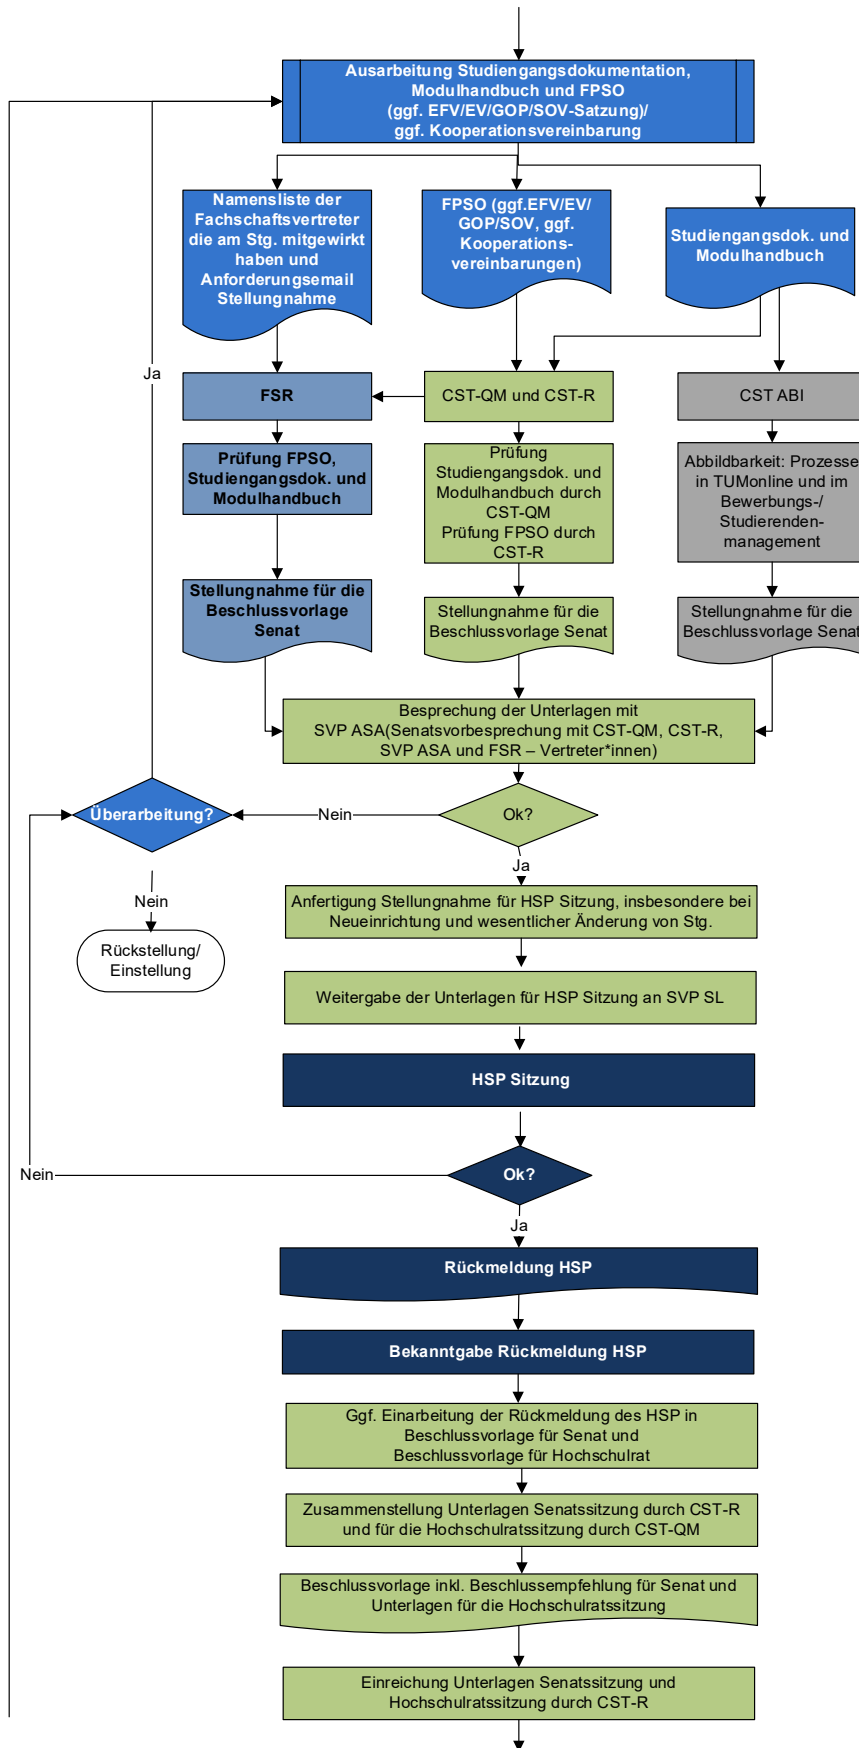 Ausarbeitung Studiengangsdokumentation,
Modulhandbuch und FPSO
(ggf. EFV/EV/GOP/SOV-Satzung)/
ggf. Kooperationsvereinbarung
Namensliste der
Fachschaftsvertreter
die am Stg. mitgewirkt
haben und
Anforderungsemail
Stellungnahme
FPSO (ggf.EFV/EV/
GOP/SOV, ggf.
Kooperations-
vereinbarungen)
Studiengangsdok. und
Modulhandbuch
Ja
FSR
CST-QM und CST-R
CST ABI
Prüfung FPSO,
Studiengangsdok. und
Modulhandbuch
Prüfung
Studiengangsdok. und
Modulhandbuch durch
CST-QM
Prüfung FPSO durch
CST-R
Abbildbarkeit: Prozesse
in TUMonline und im
Bewerbungs-/
Studierenden-
management
Stellungnahme für die
Beschlussvorlage
Senat
Stellungnahme für die
Beschlussvorlage Senat
Stellungnahme für die
Beschlussvorlage Senat
Besprechung der Unterlagen mit
SVP ASA(Senatsvorbesprechung mit CST-QM, CST-R,
SVP ASA und FSR – Vertreter*innen)
Überarbeitung?
Nein
Ok?
Ja
Nein
Rückstellung/
Einstellung
Anfertigung Stellungnahme für HSP Sitzung, insbesondere bei
Neueinrichtung und wesentlicher Änderung von Stg.
Weitergabe der Unterlagen für HSP Sitzung an SVP SL
HSP Sitzung
Nein
Ok?
Ja
Rückmeldung HSP
Bekanntgabe Rückmeldung HSP
Ggf. Einarbeitung der Rückmeldung des HSP in
Beschlussvorlage für Senat und
Beschlussvorlage für Hochschulrat
Zusammenstellung Unterlagen Senatssitzung durch CST-R
und für die Hochschulratssitzung durch CST-QM
Beschlussvorlage inkl. Beschlussempfehlung für Senat und
Unterlagen für die Hochschulratssitzung
Einreichung Unterlagen Senatssitzung und
Hochschulratssitzung durch CST-R